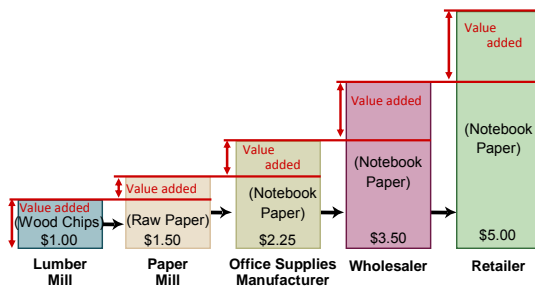 Value added
(Wood Chips)
$1.00
Lumber
Mill
Value added
(Raw Paper)
$1.50
Paper
Mill
Value
added
(Notebook
Paper)
$2.25
Office Supplies
Manufacturer
Value
added
(Notebook
Paper)
$3.50
Wholesaler
Value
added
(Notebook
Paper)
$5.00
Retailer